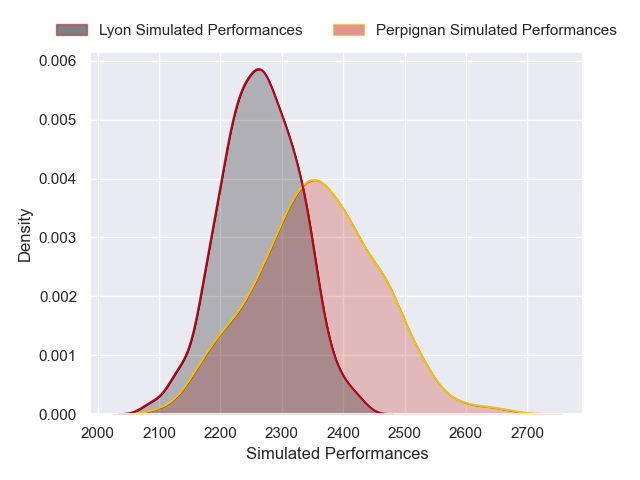 Lyon Simulated Performances Perpignan Simulated Performances
0.006
0.005
0.004
0.003
0.002
0.001
0.000
Density
2000 2100 2200 2300 2400 2500 2600 2700
Simulated Performances